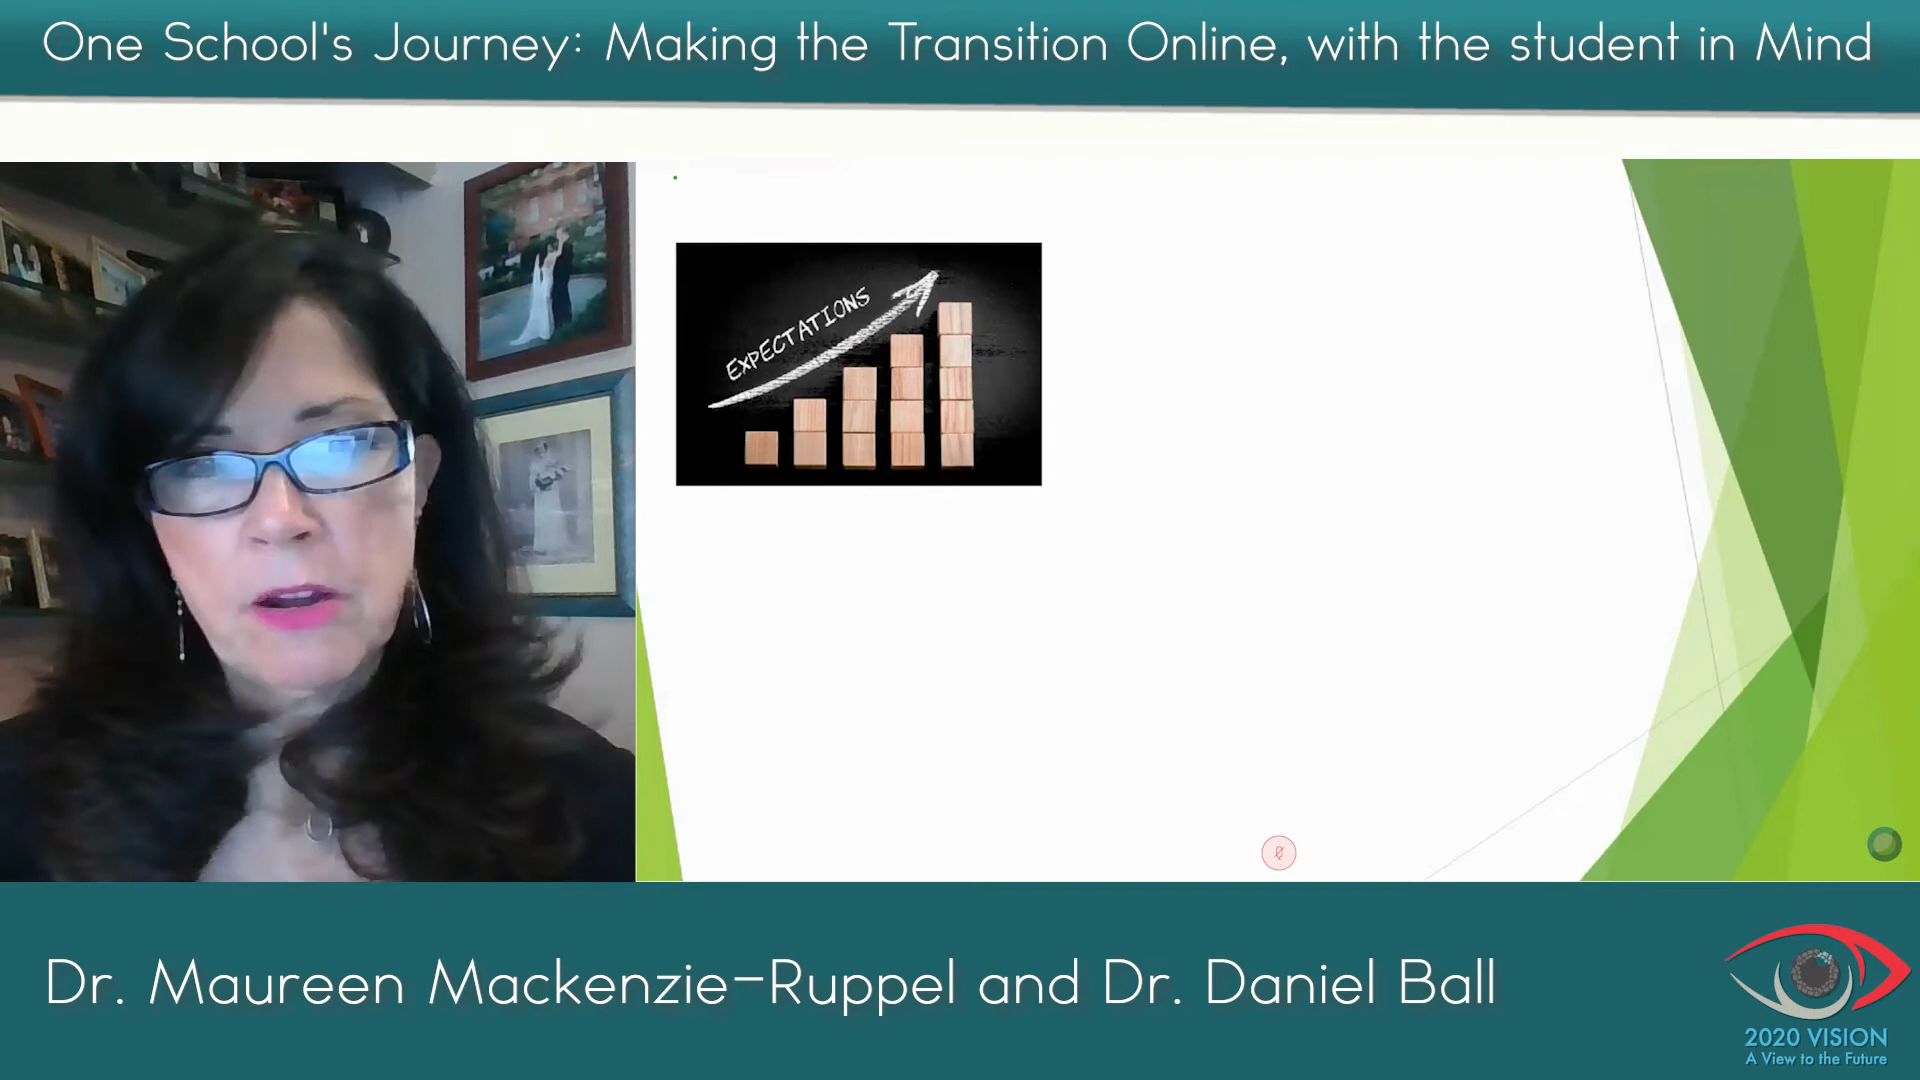 One School's Journey: Making the Transition Online, with the student in Mind
EXPECTATIONS
Dr. Maureen Mackenzie-Ruppel and Dr. Daniel Ball
2020 VISION
A View to the Future